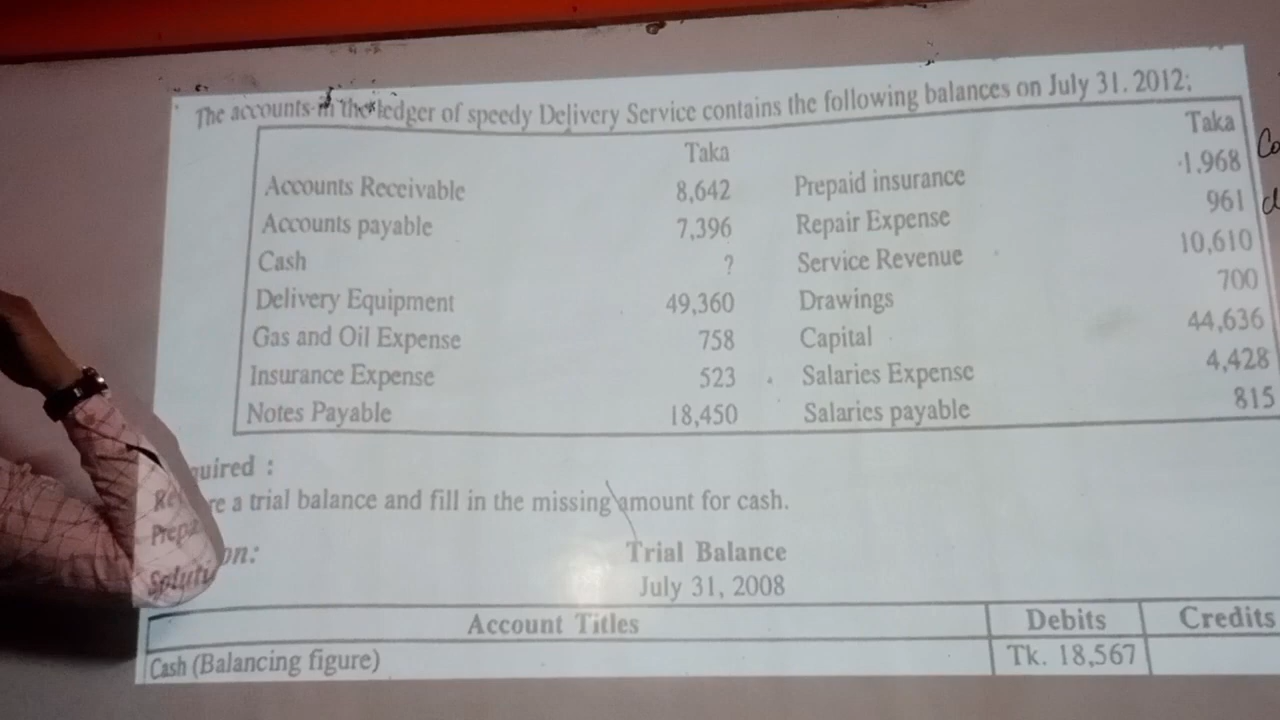 The accounts in the ledger of speedy Delivery Service contains the following balances on July 31. 2012:
Taka Taka
Accounts Receivable 8,642 Prepaid insurance 1.968
Accounts payable 7,396 Repair Expense 961
Cash ? Service Revenue 10,610
Delivery Equipment 49,360 Drawings 700
Gas and Oil Expense 758 Capital 44,636
Insurance Expense 523 Salaries Expense 4,428
Notes Payable 18,450 Salaries payable 815
quired :
re a trial balance and fill in the missing amount for cash.
Trial Balance
July 31, 2008
Account Titles Debits Credits
Cash (Balancing figure) Tk. 18,567